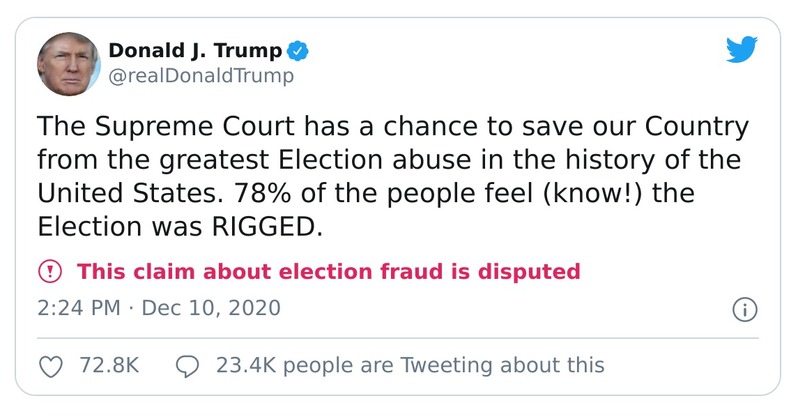 Donald J. Trump
@realDonaldTrump
The Supreme Court has a chance to save our Country
from the greatest Election abuse in the history of the
United States. 78% of the people feel (know!) the
Election was RIGGED.
This claim about election fraud is disputed
2:24 PM · Dec 10, 2020
72.8K 23.4K people are Tweeting about this